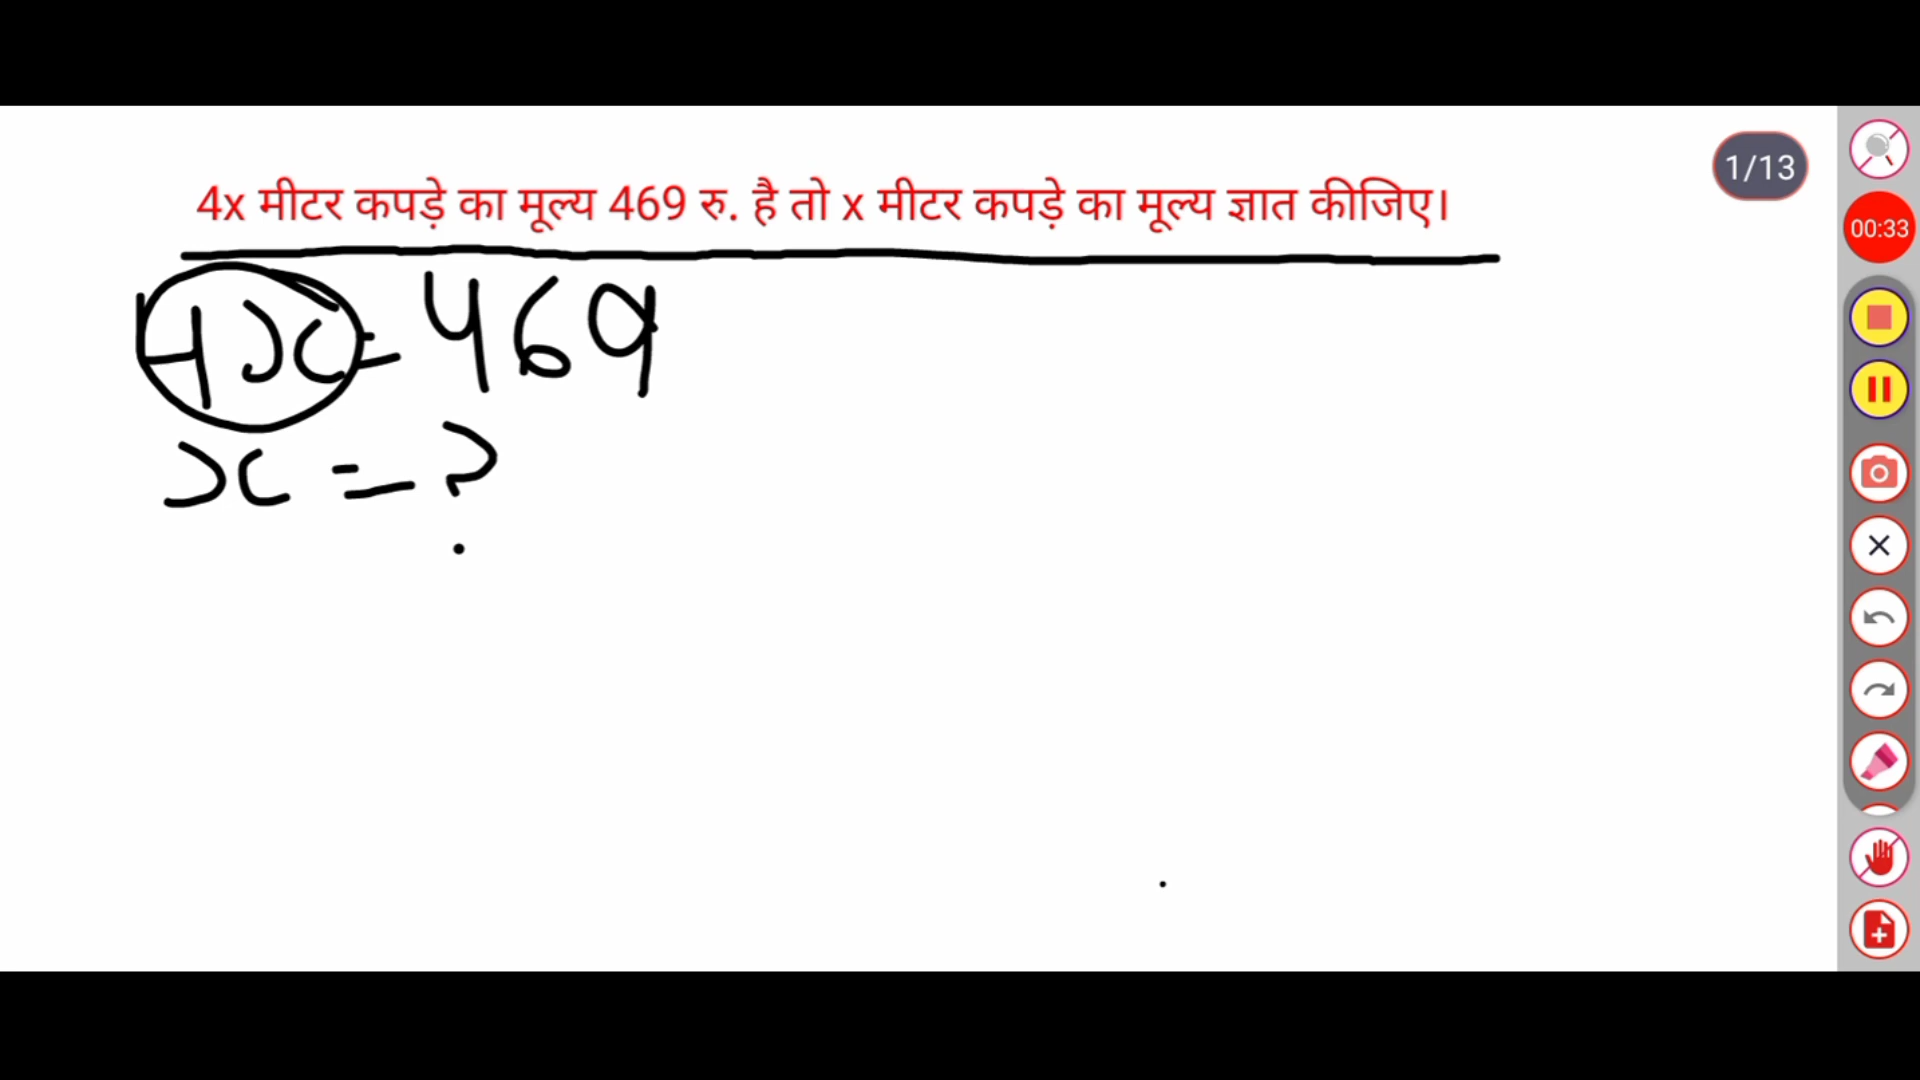 4x मीटर कपड़े का मूल्य 469 रु. है तो x मीटर कपड़े का मूल्य ज्ञात कीजिए।
1/13
00:33
4x = 469
x = ?